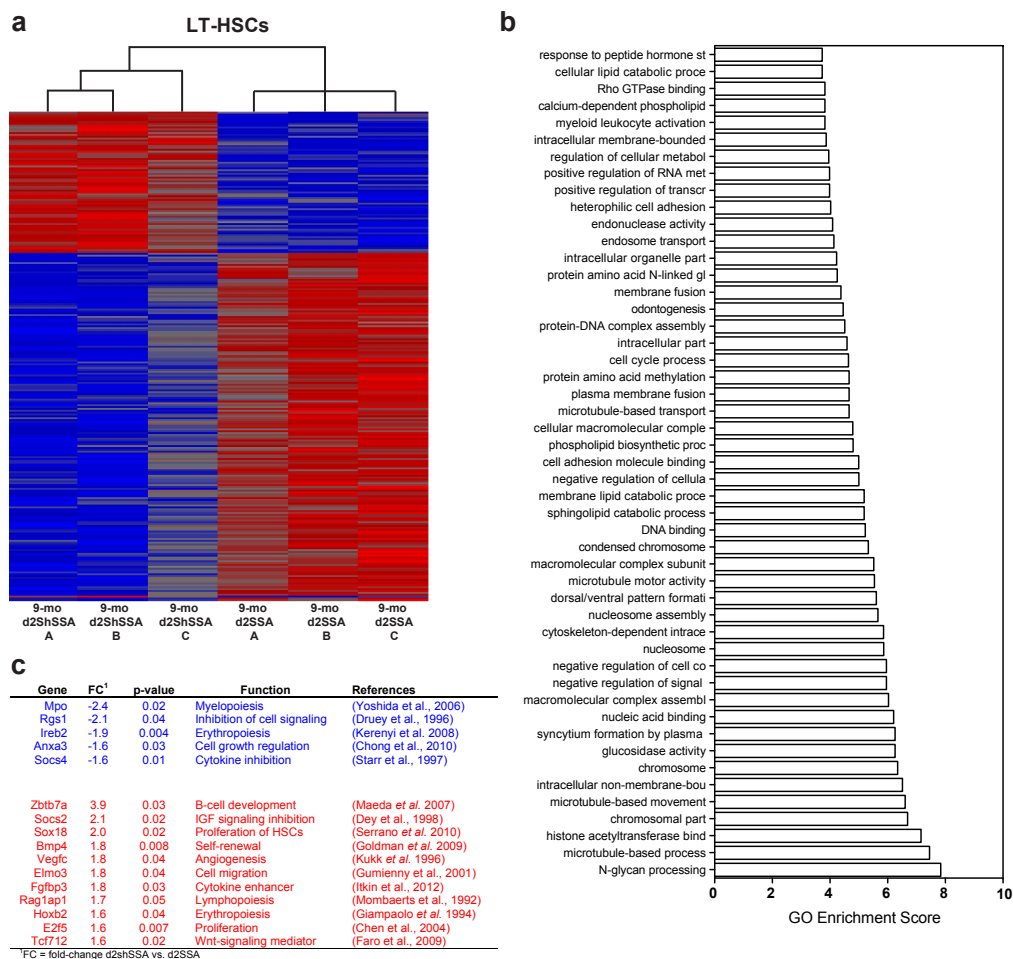 a
LT-HSCs
9-mo d2ShSSA A
9-mo d2ShSSA B
9-mo d2ShSSA C
9-mo d2SSA A
9-mo d2SSA B
9-mo d2SSA C
b
response to peptide hormone st
cellular lipid catabolic proce
Rho GTPase binding
calcium-dependent phospholipid
myeloid leukocyte activation
intracellular membrane-bounded
regulation of cellular metabol
positive regulation of RNA met
positive regulation of transcr
heterophilic cell adhesion
endonuclease activity
endosome transport
intracellular organelle part
protein amino acid N-linked gl
membrane fusion
odontogenesis
protein-DNA complex assembly
intracellular part
cell cycle process
protein amino acid methylation
plasma membrane fusion
microtubule-based transport
cellular macromolecular comple
phospholipid biosynthetic proc
cell adhesion molecule binding
negative regulation of cellula
membrane lipid catabolic proce
sphingolipid catabolic process
DNA binding
condensed chromosome
macromolecular complex subunit
microtubule motor activity
dorsal/ventral pattern formati
nucleosome assembly
cytoskeleton-dependent intrace
nucleosome
negative regulation of cell co
negative regulation of signal
macromolecular complex assembl
nucleic acid binding
syncytium formation by plasma
glucosidase activity
chromosome
intracellular non-membrane-bou
microtubule-based movement
chromosomal part
histone acetyltransferase bind
microtubule-based process
N-glycan processing
0 2 4 6 8 10
GO Enrichment Score
c
Gene FC¹ p-value Function References
Mpo -2.4 0.02 Myelopoiesis (Yoshida et al., 2006)
Rgs1 -2.1 0.04 Inhibition of cell signaling (Druey et al., 1996)
Ireb2 -1.9 0.004 Erythropoiesis (Kerenyi et al. 2008)
Anxa3 -1.6 0.03 Cell growth regulation (Chong et al., 2010)
Socs4 -1.6 0.01 Cytokine inhibition (Starr et al., 1997)
Zbtb7a 3.9 0.03 B-cell development (Maeda et al. 2007)
Socs2 2.1 0.02 IGF signaling inhibition (Dey et al., 1998)
Sox18 2.0 0.02 Proliferation of HSCs (Serrano et al. 2010)
Bmp4 1.8 0.008 Self-renewal (Goldman et al. 2009)
Vegfc 1.8 0.04 Angiogenesis (Kukk et al. 1996)
Elmo3 1.8 0.04 Cell migration (Gumienny et al., 2001)
Fgfbp3 1.8 0.03 Cytokine enhancer (Itkin et al., 2012)
Rag1ap1 1.7 0.05 Lymphopoiesis (Mombaerts et al., 1992)
Hoxb2 1.6 0.04 Erythropoiesis (Giampaolo et al. 1994)
E2f5 1.6 0.007 Proliferation (Chen et al., 2004)
Tcf712 1.6 0.02 Wnt-signaling mediator (Faro et al., 2009)
¹FC = fold-change d2shSSA vs. d2SSA